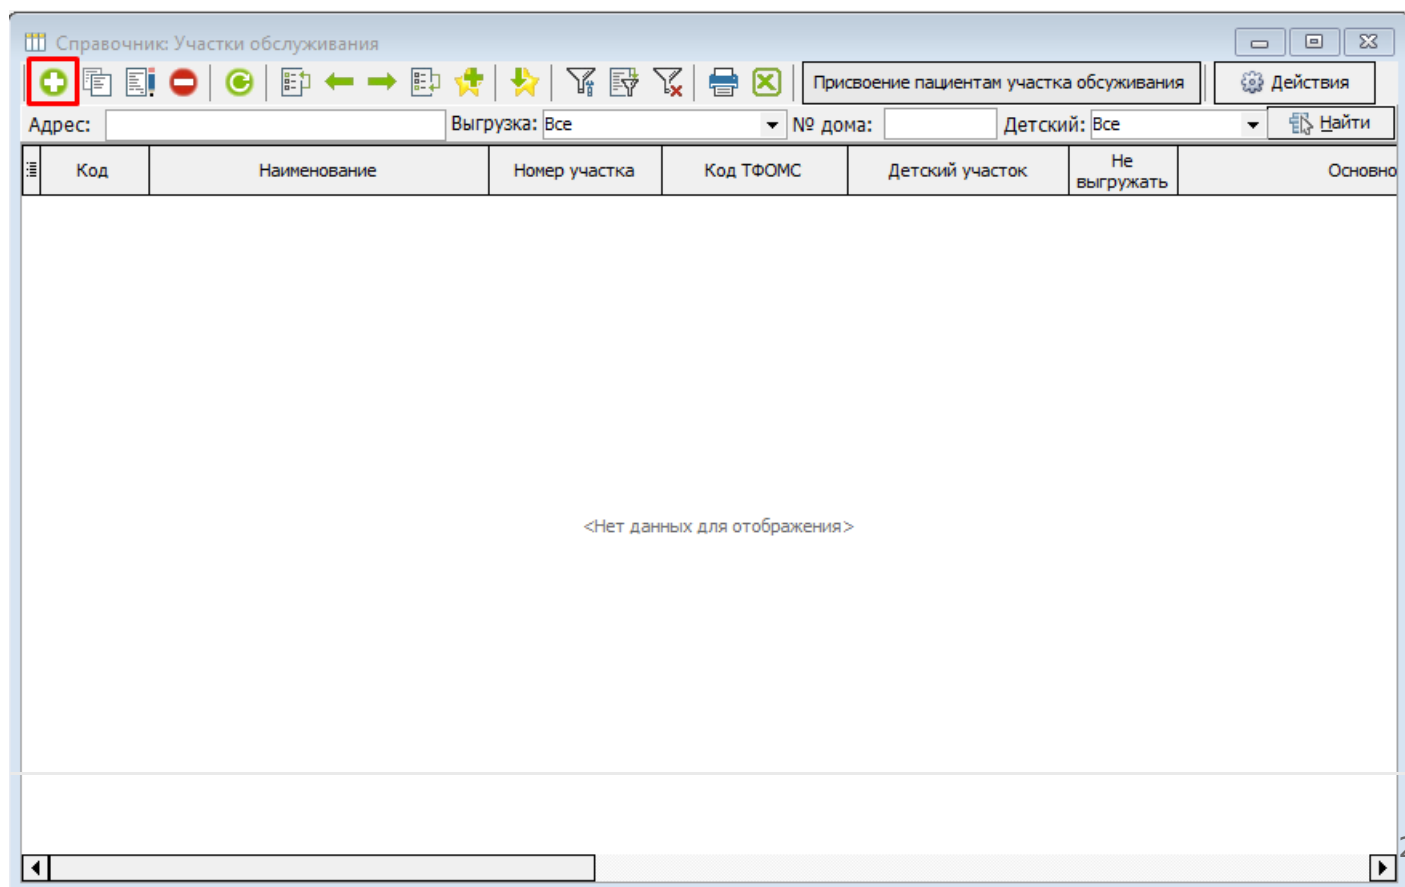 Справочник: Участки обслуживания
Присвоение пациентам участка обсуживания Действия
Адрес: Выгрузка: Все № дома: Детский: Все Найти
Код Наименование Номер участка Код ТФОМС Детский участок Не выгружать Основно
<Нет данных для отображения>
2